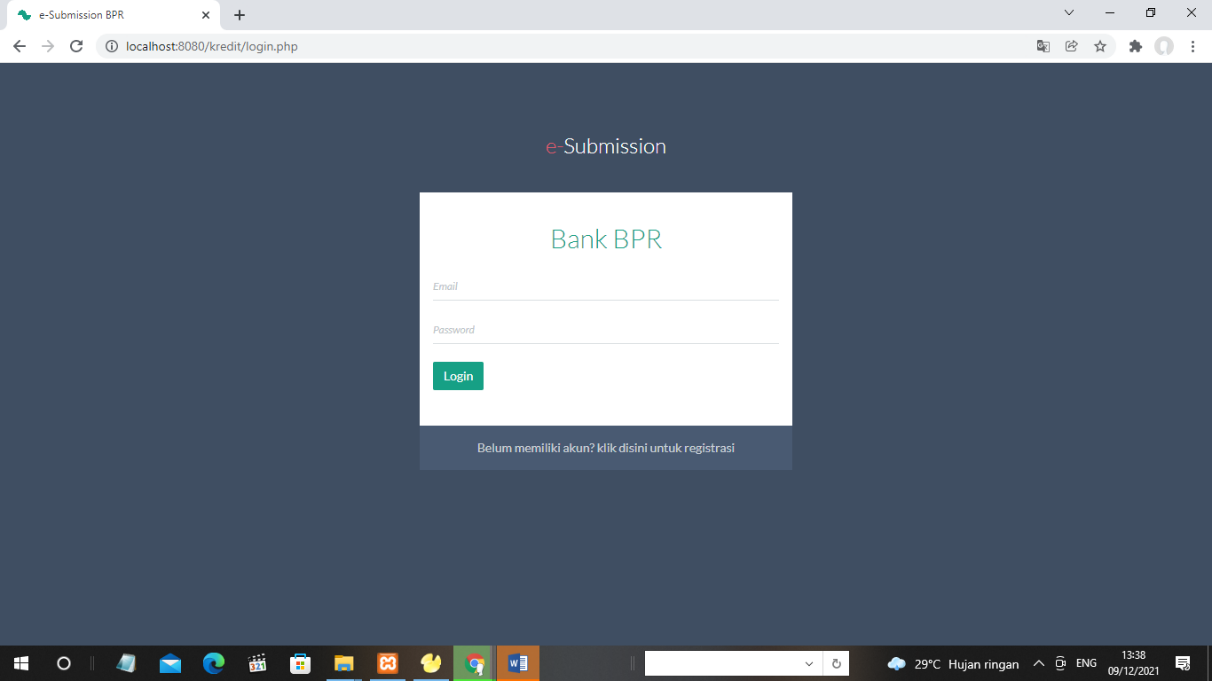 e-Submission BPR
localhost:8080/kredit/login.php
e-Submission
Bank BPR
Email
Password
Login
Belum memiliki akun? klik disini untuk registrasi
321
W
29°C Hujan ringan
ENG
13:38
09/12/2021